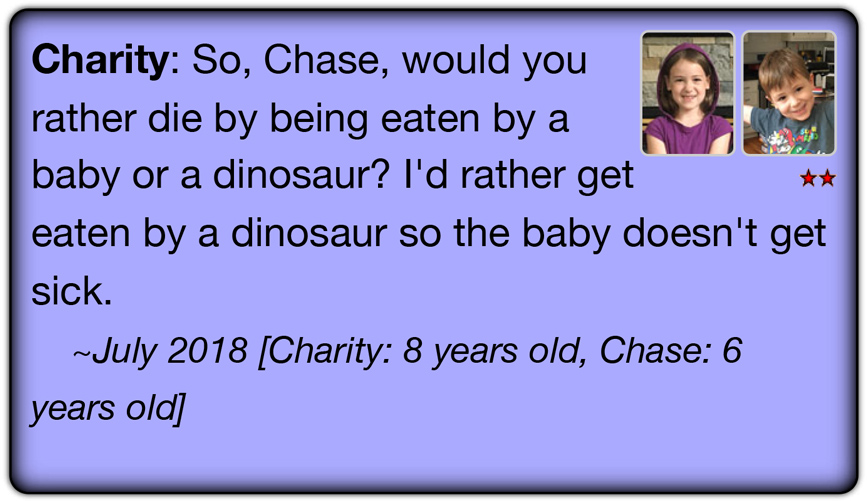 Charity: So, Chase, would you
rather die by being eaten by a
baby or a dinosaur? I'd rather get
eaten by a dinosaur so the baby doesn't get
sick.
~July 2018 [Charity: 8 years old, Chase: 6
years old]